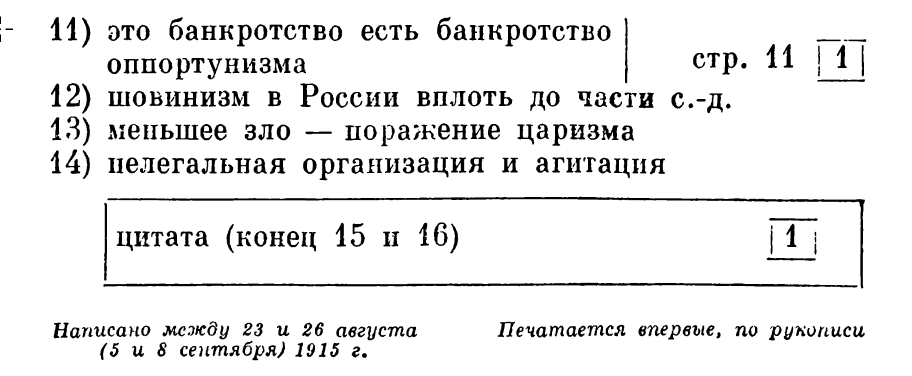 11) это банкротство есть банкротство
оппортунизма стр. 11 1
12) шовинизм в России вплоть до части с.-д.
13) меньшее зло — поражение царизма
14) нелегальная организация и агитация
цитата (конец 15 и 16) 1
Написано между 23 и 26 августа Печатается впервые, по рукописи
(5 и 8 сентября) 1915 г.